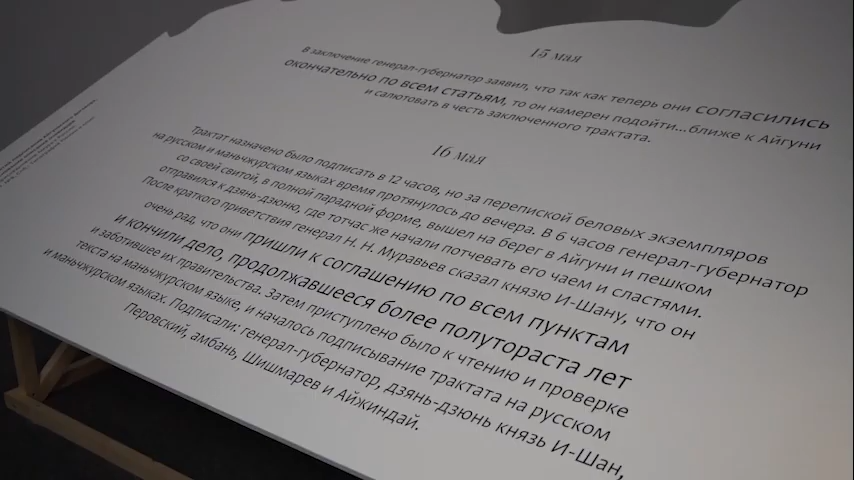 15 мая
В заключение генерал-губернатор заявил, что так как теперь они согласились
окончательно по всем статьям, то он намерен подойти...ближе к Айгуни
и салютовать в честь заключенного трактата.
16 мая
Трактат назначено было подписать в 12 часов, но за перепиской беловых экземпляров
на русском и маньчжурском языках время протянулось до вечера. В 6 часов генерал-губернатор
со своей свитой, в полной парадной форме, вышел на берег в Айгуни и пешком
отправился к дзянь-дзюню, где тотчас же начали потчевать его чаем и сластями.
После краткого приветствия генерал Н. Н. Муравьев сказал князю И-Шану, что он
очень рад, что они пришли к соглашению по всем пунктам
и кончили дело, продолжавшееся более полутораста лет
и заботившее их правительства. Затем приступлено было к чтению и проверке
текста на маньчжурском языке, и началось подписывание трактата на русском
и маньчжурском языках. Подписали: генерал-губернатор, дзянь-дзюнь князь И-Шан,
Перовский, амбань, Шишмарев и Айжиндай.